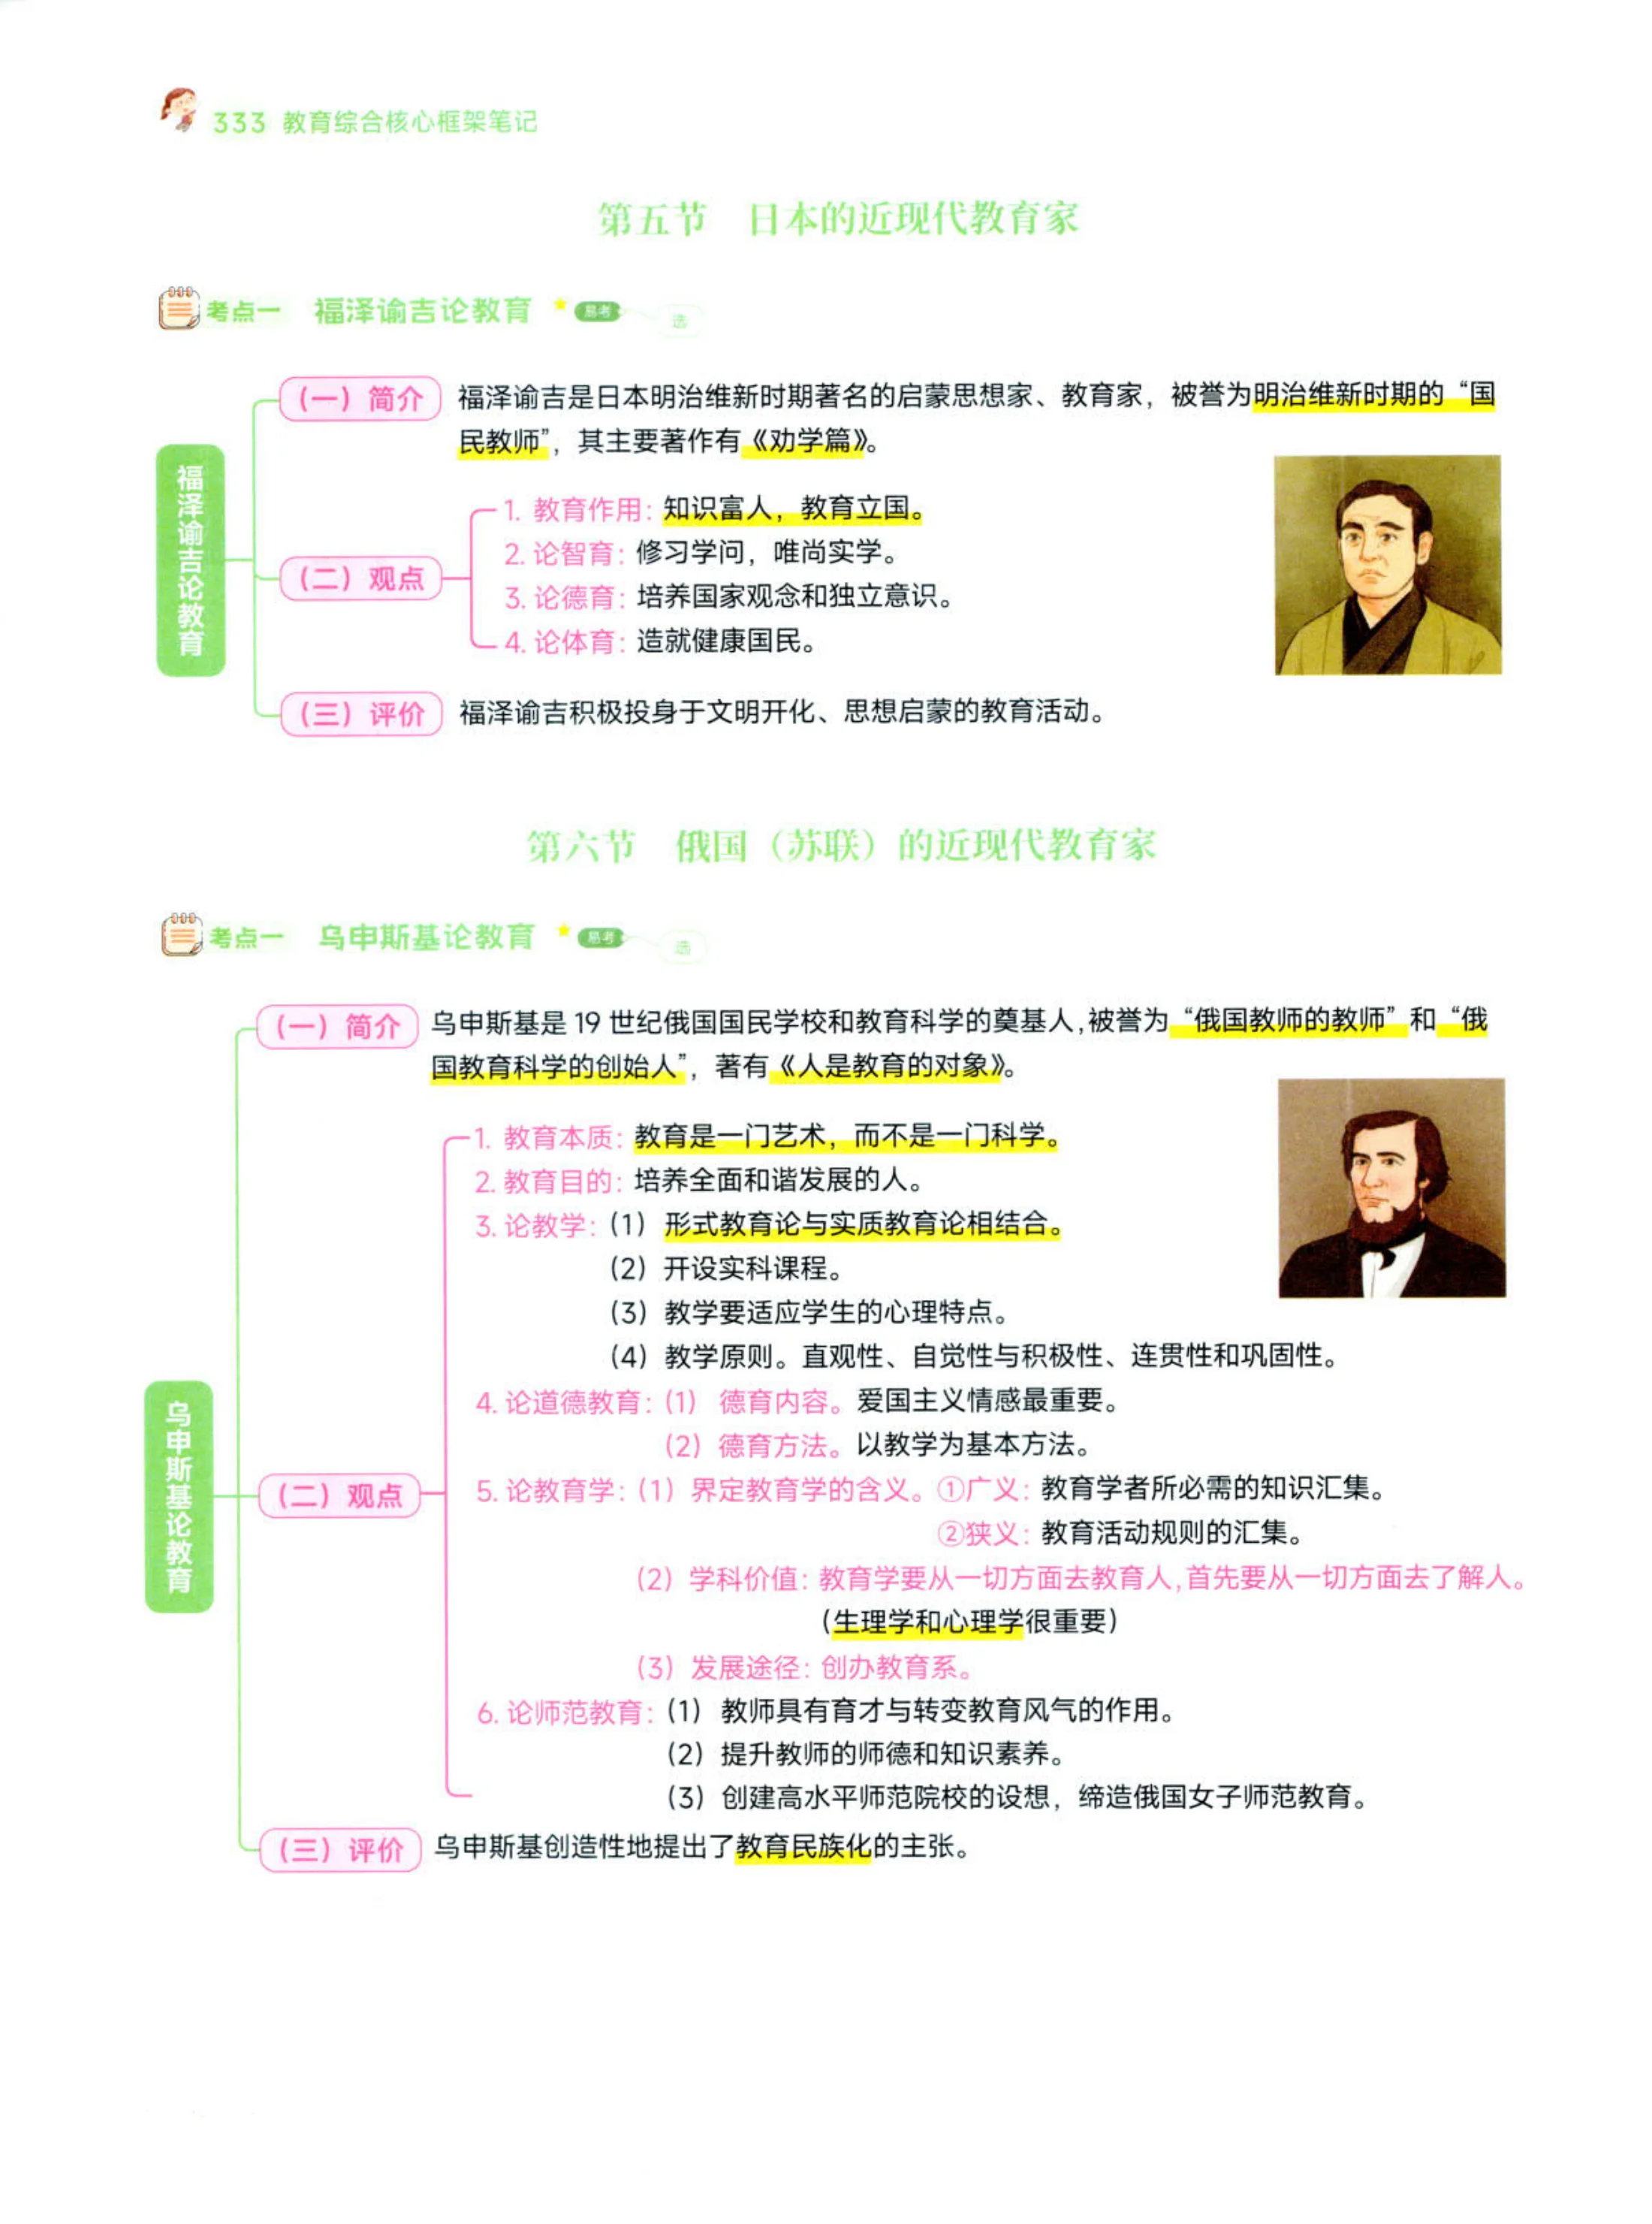 333 教育综合核心框架笔记
第五节 日本的近现代教育家
考点一 福泽谕吉论教育 易考 选
福泽谕吉论教育
（一）简介 福泽谕吉是日本明治维新时期著名的启蒙思想家、教育家，被誉为明治维新时期的“国
民教师”，其主要著作有《劝学篇》。
（二）观点
1. 教育作用：知识富人，教育立国。
2. 论智育：修习学问，唯尚实学。
3. 论德育：培养国家观念和独立意识。
4. 论体育：造就健康国民。
（三）评价 福泽谕吉积极投身于文明开化、思想启蒙的教育活动。
第六节 俄国（苏联）的近现代教育家
考点一 乌申斯基论教育 易考 选
乌申斯基论教育
（一）简介 乌申斯基是 19 世纪俄国国民学校和教育科学的奠基人，被誉为“俄国教师的教师”和“俄
国教育科学的创始人”，著有《人是教育的对象》。
（二）观点
1. 教育本质：教育是一门艺术，而不是一门科学。
2. 教育目的：培养全面和谐发展的人。
3. 论教学：（1）形式教育论与实质教育论相结合。
（2）开设实科课程。
（3）教学要适应学生的心理特点。
（4）教学原则。直观性、自觉性与积极性、连贯性和巩固性。
4. 论道德教育：（1）德育内容。爱国主义情感最重要。
（2）德育方法。以教学为基本方法。
5. 论教育学：（1）界定教育学的含义。①广义：教育学者所必需的知识汇集。
②狭义：教育活动规则的汇集。
（2）学科价值：教育学要从一切方面去教育人，首先要从一切方面去了解人。
（生理学和心理学很重要）
（3）发展途径：创办教育系。
6. 论师范教育：（1）教师具有育才与转变教育风气的作用。
（2）提升教师的师德和知识素养。
（3）创建高水平师范院校的设想，缔造俄国女子师范教育。
（三）评价 乌申斯基创造性地提出了教育民族化的主张。